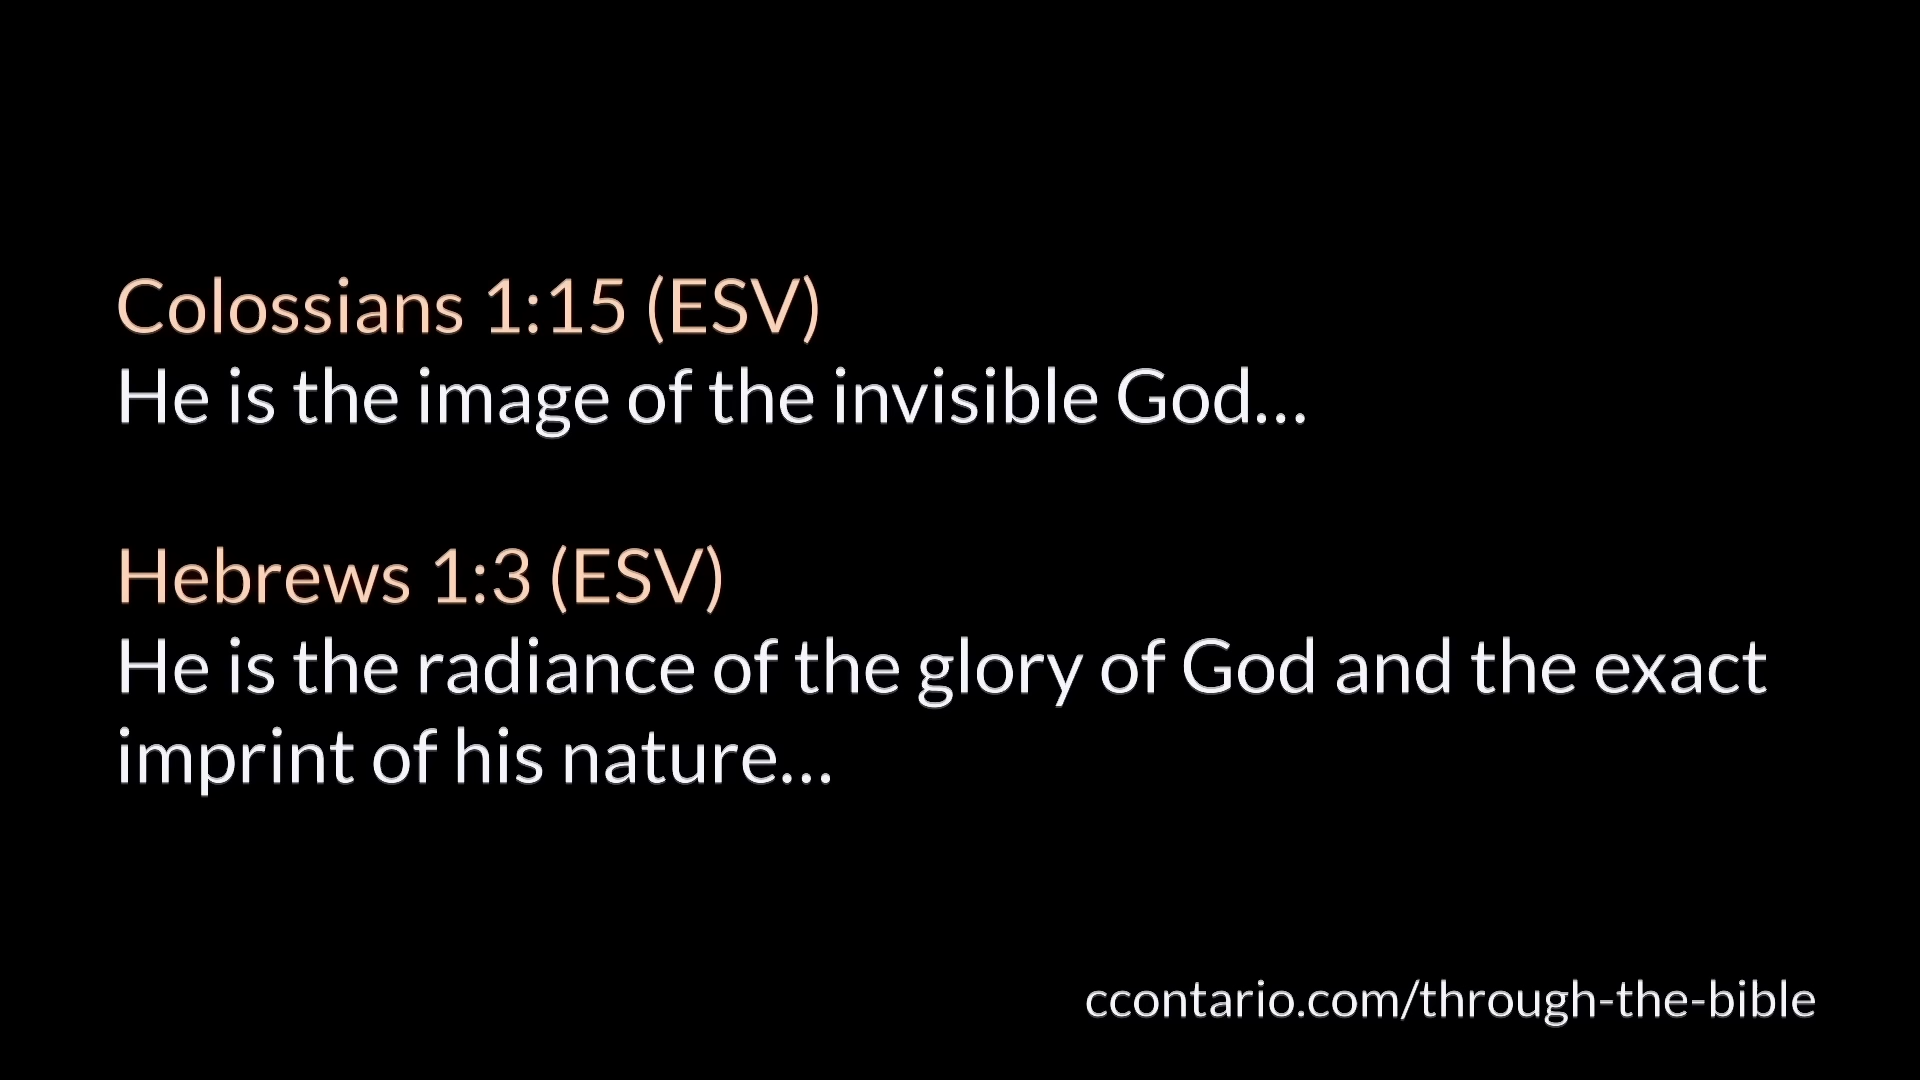 Colossians 1:15 (ESV)
He is the image of the invisible God...
Hebrews 1:3 (ESV)
He is the radiance of the glory of God and the exact
imprint of his nature...
ccontario.com/through-the-bible